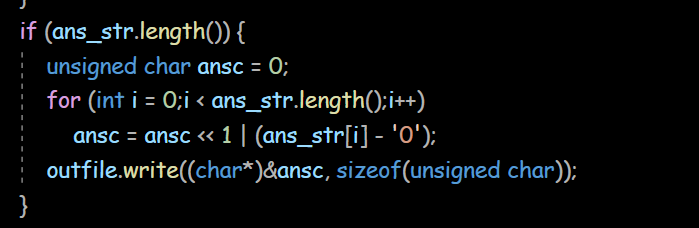 }
if (ans_str.length()) {
unsigned char ansc = 0;
for (int i = 0;i < ans_str.length();i++)
ansc = ansc << 1 | (ans_str[i] - '0');
outfile.write((char*)&ansc, sizeof(unsigned char));
}